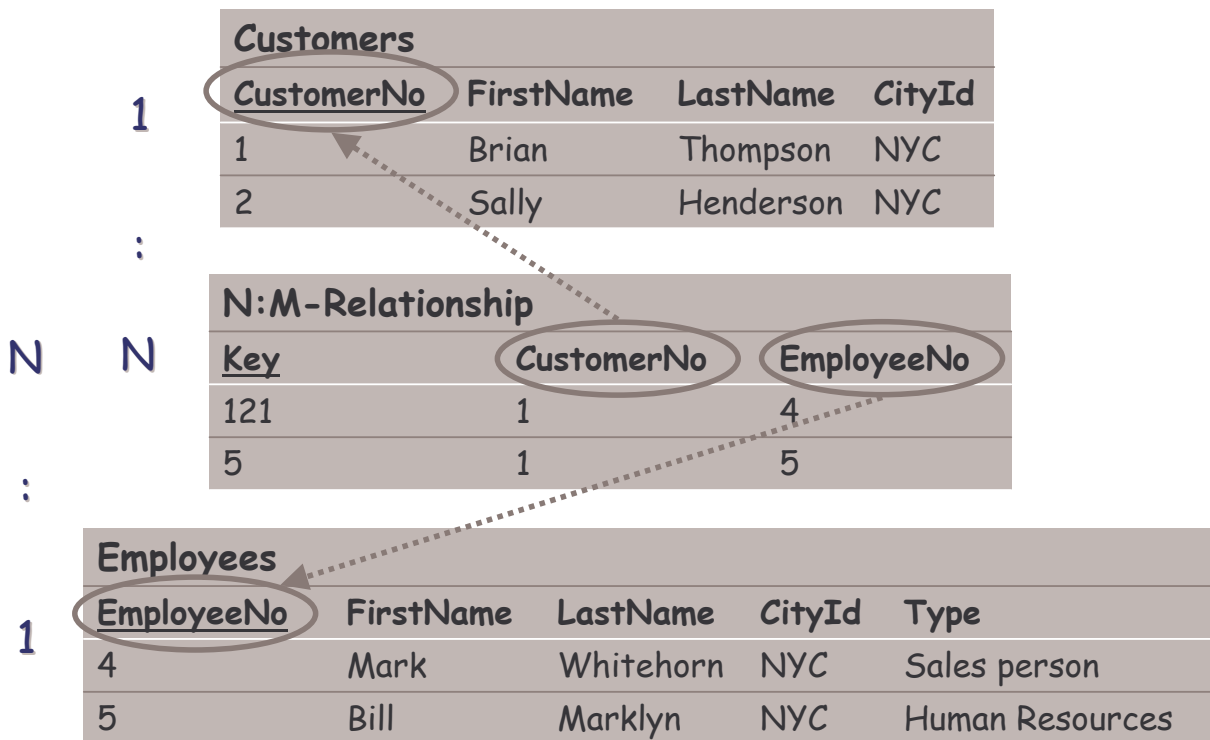 Customers
1
CustomerNo FirstName LastName CityId
1 Brian Thompson NYC
2 Sally Henderson NYC
:
N:M-Relationship
N N
Key CustomerNo EmployeeNo
121 1 4
5 1 5
:
Employees
1
EmployeeNo FirstName LastName CityId Type
4 Mark Whitehorn NYC Sales person
5 Bill Marklyn NYC Human Resources